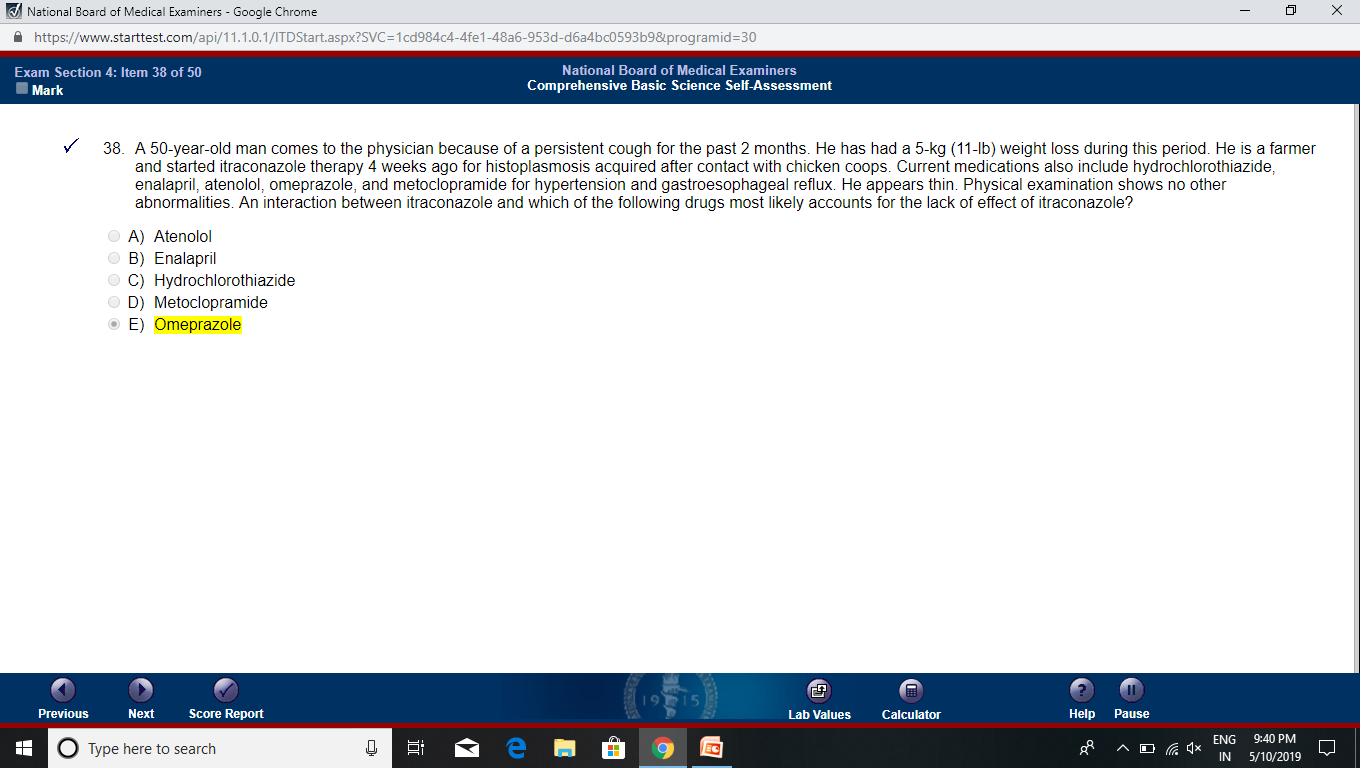 National Board of Medical Examiners - Google Chrome
https://www.starttest.com/api/11.1.0.1/ITDStart.aspx?SVC=1cd984c4-4fe1-48a6-953d-d6a4bc0593b9&programid=30
Exam Section 4: Item 38 of 50
National Board of Medical Examiners
Mark
Comprehensive Basic Science Self-Assessment
38. A 50-year-old man comes to the physician because of a persistent cough for the past 2 months. He has had a 5-kg (11-lb) weight loss during this period. He is a farmer
and started itraconazole therapy 4 weeks ago for histoplasmosis acquired after contact with chicken coops. Current medications also include hydrochlorothiazide,
enalapril, atenolol, omeprazole, and metoclopramide for hypertension and gastroesophageal reflux. He appears thin. Physical examination shows no other
abnormalities. An interaction between itraconazole and which of the following drugs most likely accounts for the lack of effect of itraconazole?
A) Atenolol
B) Enalapril
C) Hydrochlorothiazide
D) Metoclopramide
E) Omeprazole
19 15
Previous Next Score Report Lab Values Calculator Help Pause
Type here to search
ENG 9:40 PM
IN 5/10/2019